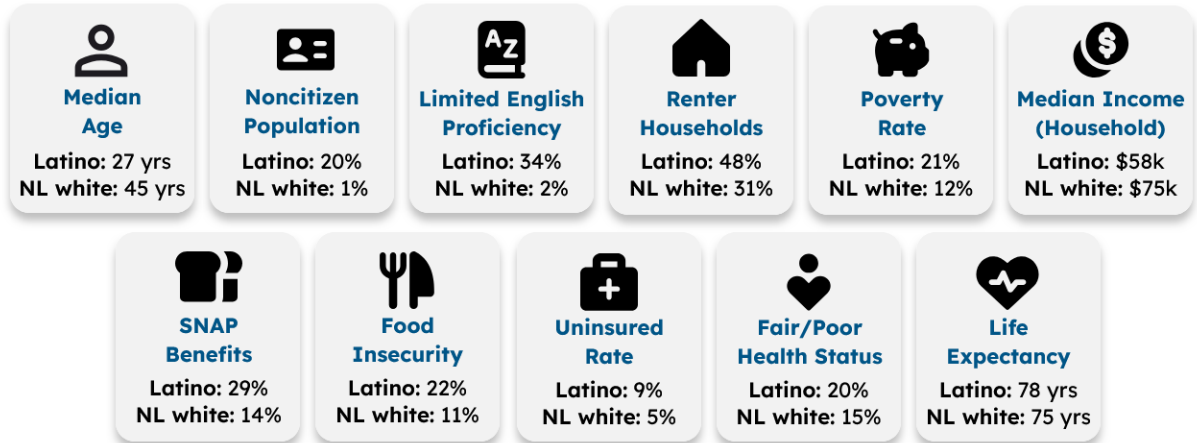 A Z
$
Median
Age
Latino: 27 yrs
NL white: 45 yrs
Noncitizen
Population
Latino: 20%
NL white: 1%
Limited English
Proficiency
Latino: 34%
NL white: 2%
Renter
Households
Latino: 48%
NL white: 31%
Poverty
Rate
Latino: 21%
NL white: 12%
Median Income
(Household)
Latino: $58k
NL white: $75k
SNAP
Benefits
Latino: 29%
NL white: 14%
Food
Insecurity
Latino: 22%
NL white: 11%
Uninsured
Rate
Latino: 9%
NL white: 5%
Fair/Poor
Health Status
Latino: 20%
NL white: 15%
Life
Expectancy
Latino: 78 yrs
NL white: 75 yrs